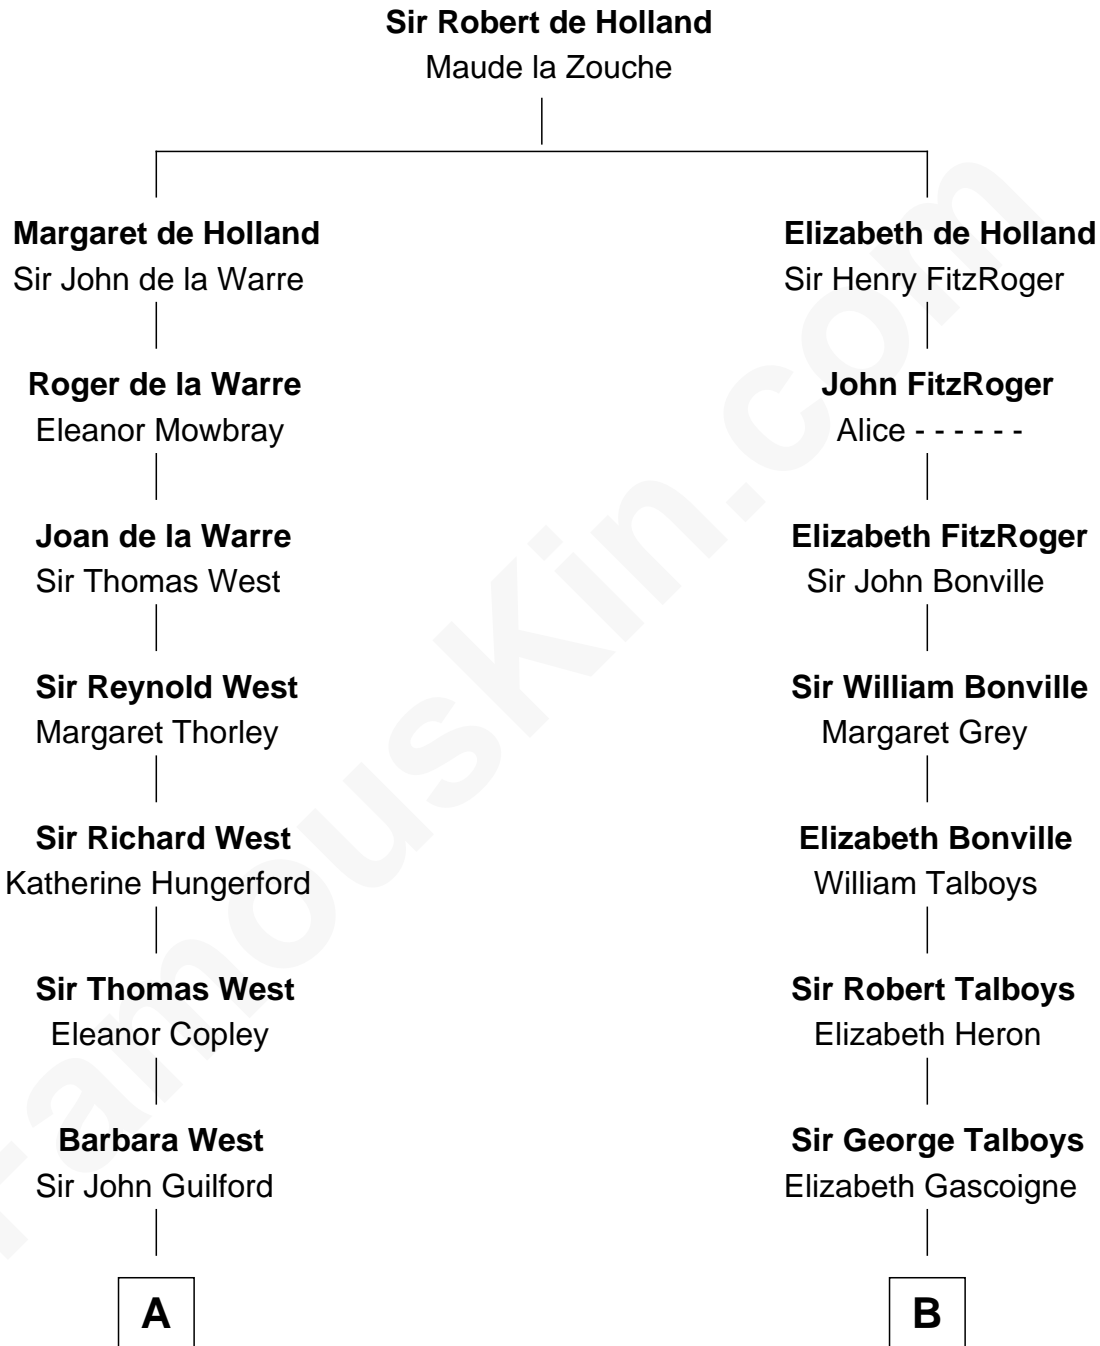 Sir Robert de Holland
Maude la Zouche
Margaret de Holland
Sir John de la Warre
Elizabeth de Holland
Sir Henry FitzRoger
Roger de la Warre
Eleanor Mowbray
John FitzRoger
Alice - - - - - -
Joan de la Warre
Sir Thomas West
Elizabeth FitzRoger
Sir John Bonville
Sir Reynold West
Margaret Thorley
Sir William Bonville
Margaret Grey
Sir Richard West
Katherine Hungerford
Elizabeth Bonville
William Talboys
Sir Thomas West
Eleanor Copley
Sir Robert Talboys
Elizabeth Heron
Barbara West
Sir John Guilford
Sir George Talboys
Elizabeth Gascoigne
A
B
FamousKin.com